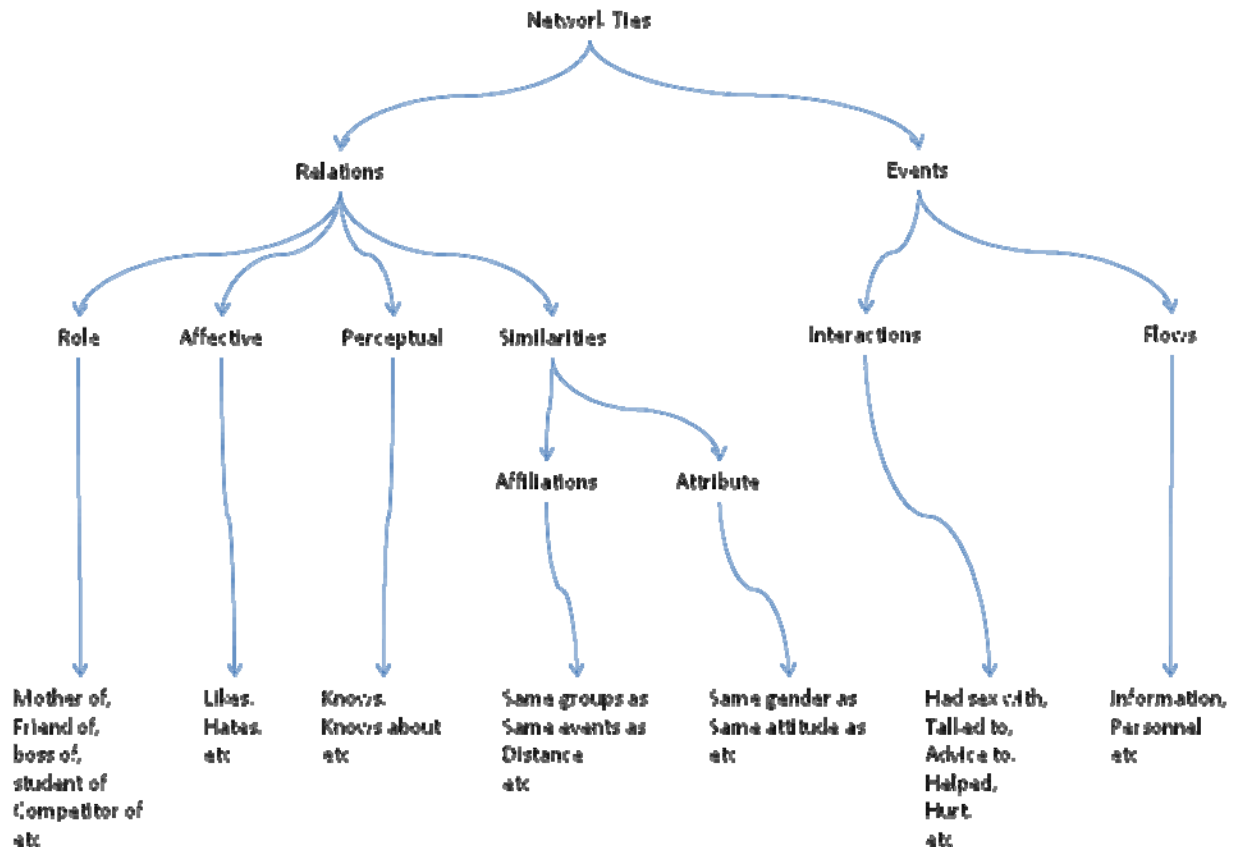 Network Ties
Relations
Events
Role
Affective
Perceptual
Similarities
Interactions
Flows
Affiliations
Attribute
Mother of,
Friend of,
boss of,
student of
Competitor of
etc
Likes,
Hates,
etc
Knows,
Knows about
etc
Same groups as
Same events as
Distance
etc
Same gender as
Same attitude as
etc
Had sex with,
Talked to,
Advice to,
Helped,
Hurt,
etc
Information,
Personnel
etc